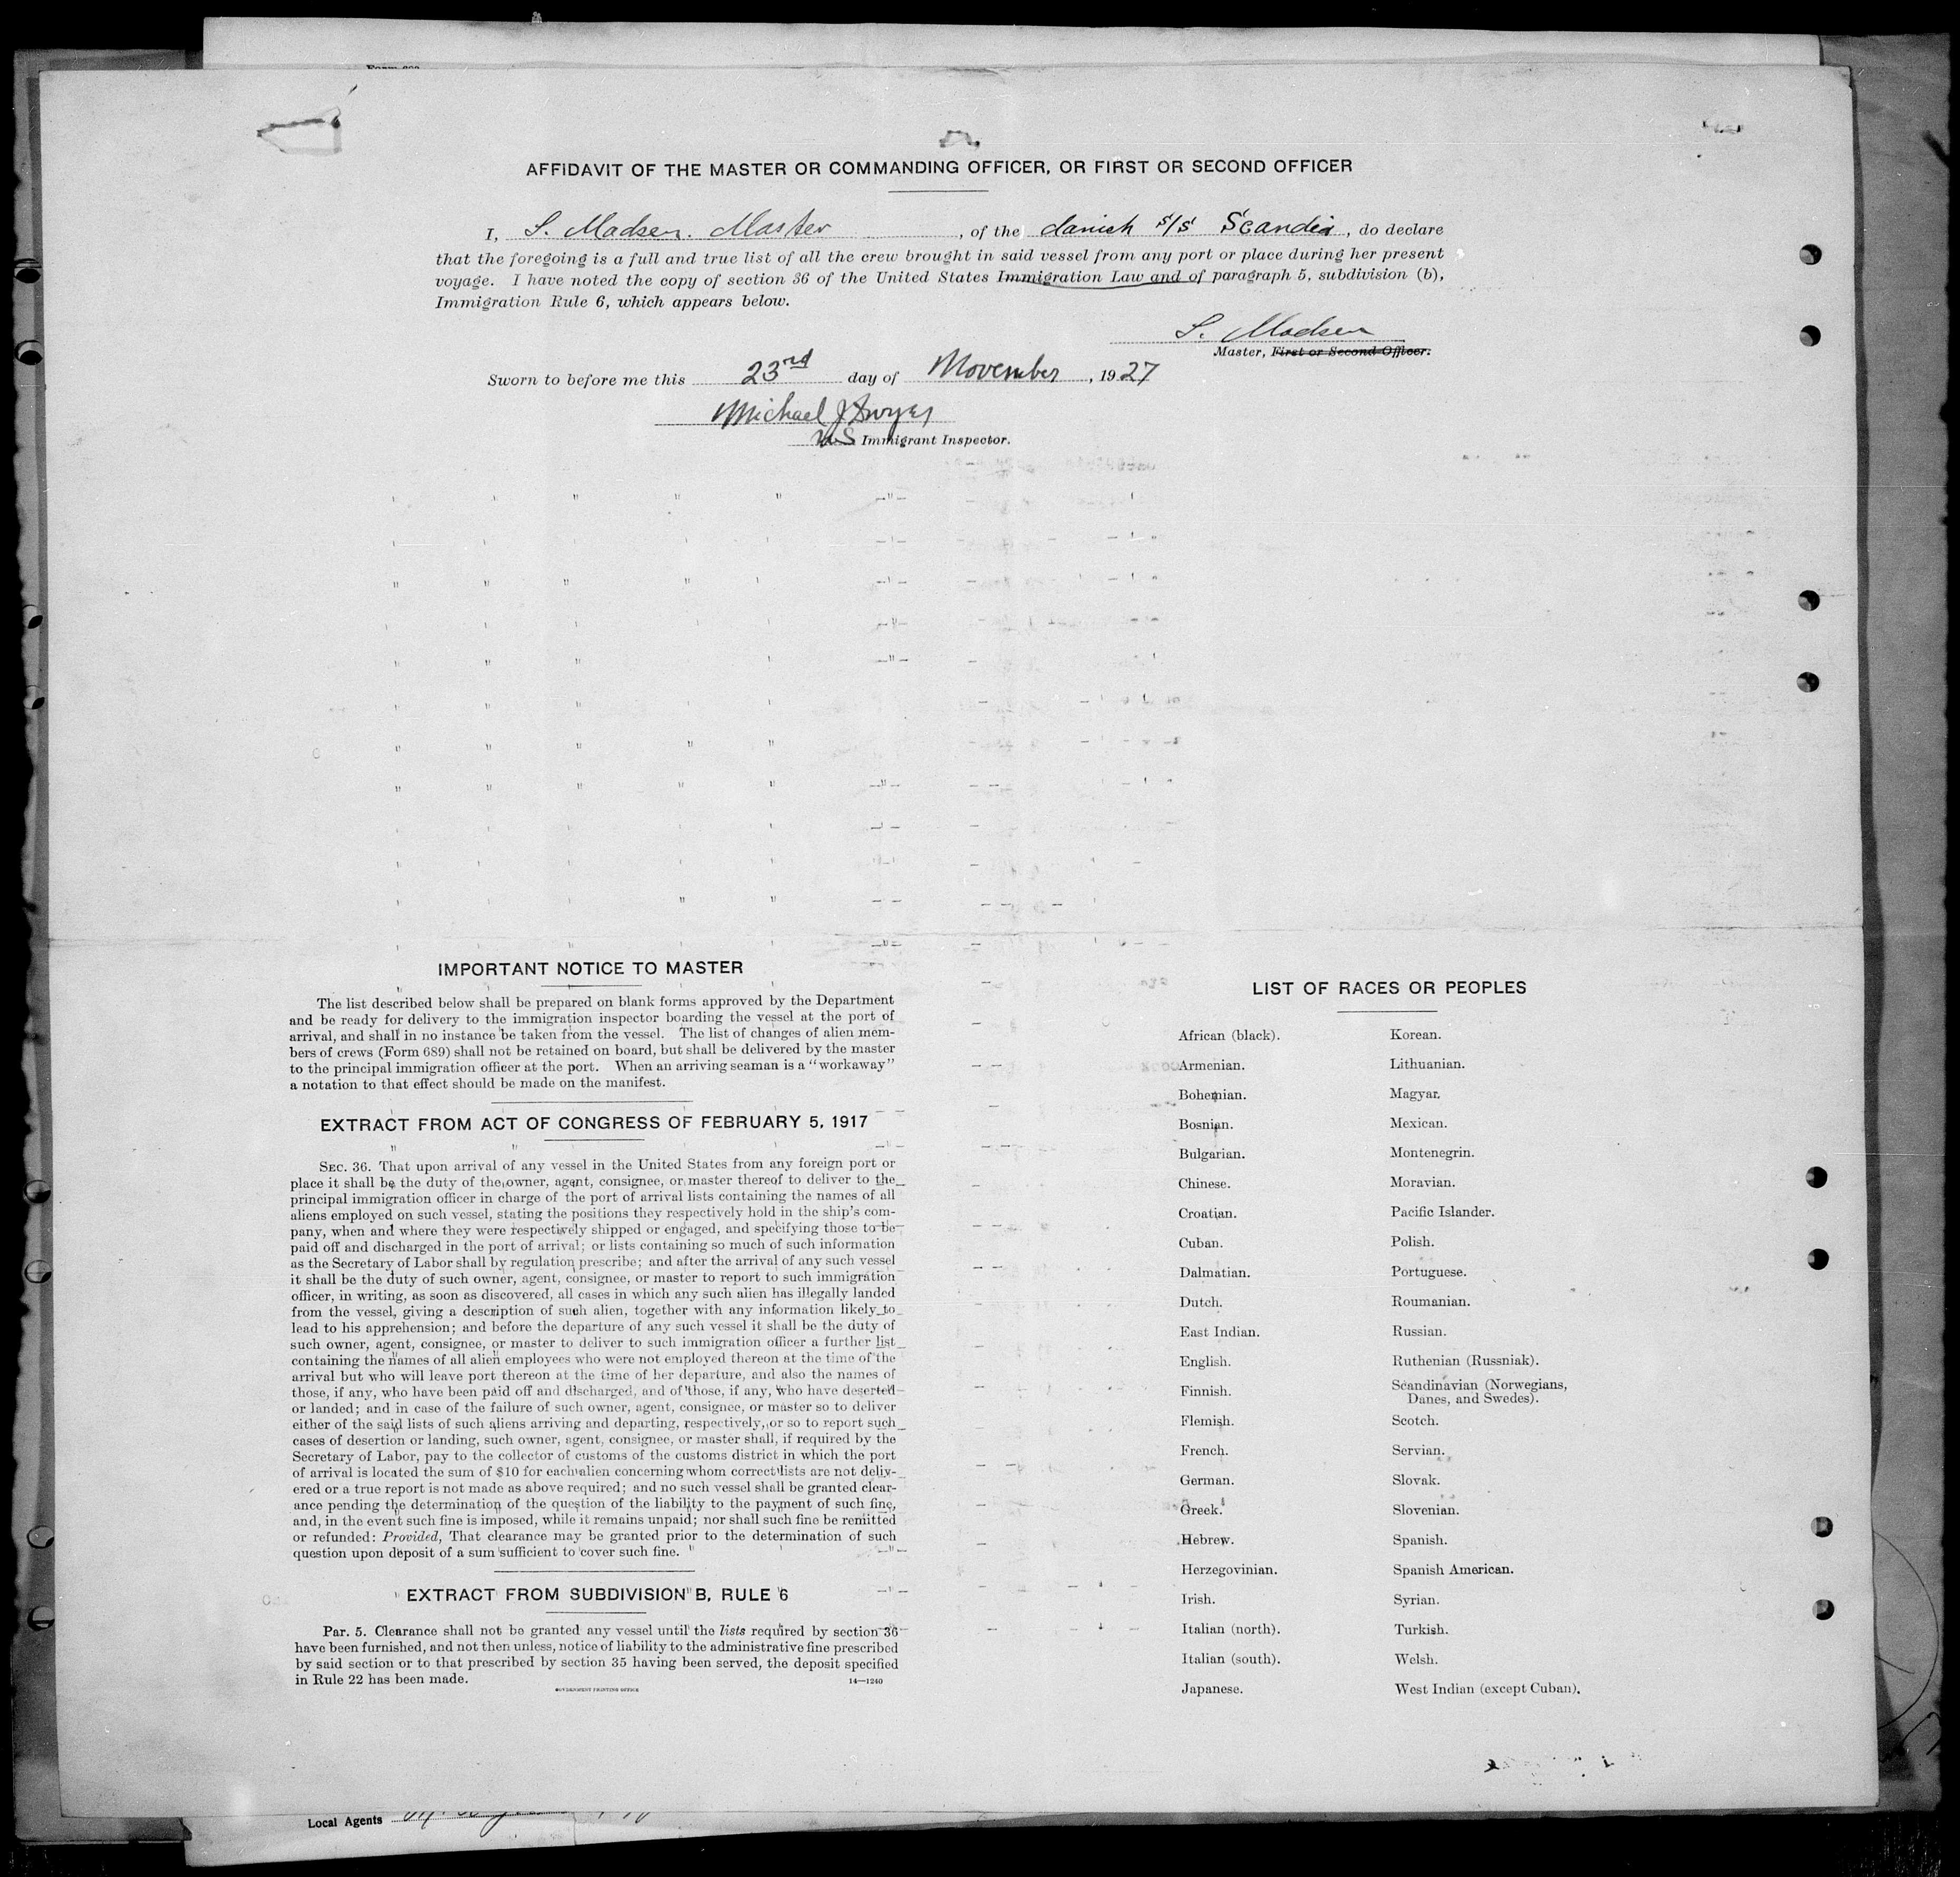 AFFIDAVIT OF THE MASTER OR COMMANDING OFFICER, OR FIRST OR SECOND OFFICER
I, S. Madsen. Master, of the danish s/s Scandia, do declare
that the foregoing is a full and true list of all the crew brought in said vessel from any port or place during her present
voyage. I have noted the copy of section 36 of the United States Immigration Law and of paragraph 5, subdivision (b),
Immigration Rule 6, which appears below.
S. Madsen
Master, First or Second Officer.
Sworn to before me this 23rd day of November, 1927
Michael J Dwyer
U.S. Immigrant Inspector.
IMPORTANT NOTICE TO MASTER
The list described below shall be prepared on blank forms approved by the Department
and be ready for delivery to the immigration inspector boarding the vessel at the port of
arrival, and shall in no instance be taken from the vessel. The list of changes of alien mem-
bers of crews (Form 689) shall not be retained on board, but shall be delivered by the master
to the principal immigration officer at the port. When an arriving seaman is a "workaway"
a notation to that effect should be made on the manifest.
EXTRACT FROM ACT OF CONGRESS OF FEBRUARY 5, 1917
SEC. 36. That upon arrival of any vessel in the United States from any foreign port or
place it shall be the duty of the owner, agent, consignee, or master thereof to deliver to the
principal immigration officer in charge of the port of arrival lists containing the names of all
aliens employed on such vessel, stating the positions they respectively hold in the ship's com-
pany, when and where they were respectively shipped or engaged, and specifying those to be
paid off and discharged in the port of arrival; or lists containing so much of such information
as the Secretary of Labor shall by regulation prescribe; and after the arrival of any such vessel
it shall be the duty of such owner, agent, consignee, or master to report to such immigration
officer, in writing, as soon as discovered, all cases in which any such alien has illegally landed
from the vessel, giving a description of such alien, together with any information likely to
lead to his apprehension; and before the departure of any such vessel it shall be the duty of
such owner, agent, consignee, or master to deliver to such immigration officer a further list
containing the names of all alien employees who were not employed thereon at the time of the
arrival but who will leave port thereon at the time of her departure, and also the names of
those, if any, who have been paid off and discharged, and of those, if any, who have deserted
or landed; and in case of the failure of such owner, agent, consignee, or master so to deliver
either of the said lists of such aliens arriving and departing, respectively, or so to report such
cases of desertion or landing, such owner, agent, consignee, or master shall, if required by the
Secretary of Labor, pay to the collector of customs of the customs district in which the port
of arrival is located the sum of $10 for each alien concerning whom correct lists are not deliv-
ered or a true report is not made as above required; and no such vessel shall be granted clear-
ance pending the determination of the question of the liability to the payment of such fine,
and, in the event such fine is imposed, while it remains unpaid; nor shall such fine be remitted
or refunded: Provided, That clearance may be granted prior to the determination of such
question upon deposit of a sum sufficient to cover such fine.
EXTRACT FROM SUBDIVISION B, RULE 6
Par. 5. Clearance shall not be granted any vessel until the lists required by section 36
have been furnished, and not then unless, notice of liability to the administrative fine prescribed
by said section or to that prescribed by section 35 having been served, the deposit specified
in Rule 22 has been made.
14—1240
GOVERNMENT PRINTING OFFICE
LIST OF RACES OR PEOPLES
African (black).
Armenian.
Bohemian.
Bosnian.
Bulgarian.
Chinese.
Croatian.
Cuban.
Dalmatian.
Dutch.
East Indian.
English.
Finnish.
Flemish.
French.
German.
Greek.
Hebrew.
Herzegovinian.
Irish.
Italian (north).
Italian (south).
Japanese.
Korean.
Lithuanian.
Magyar.
Mexican.
Montenegrin.
Moravian.
Pacific Islander.
Polish.
Portuguese.
Roumanian.
Russian.
Ruthenian (Russniak).
Scandinavian (Norwegians,
Danes, and Swedes).
Scotch.
Servian.
Slovak.
Slovenian.
Spanish.
Spanish American.
Syrian.
Turkish.
Welsh.
West Indian (except Cuban).
Local Agents